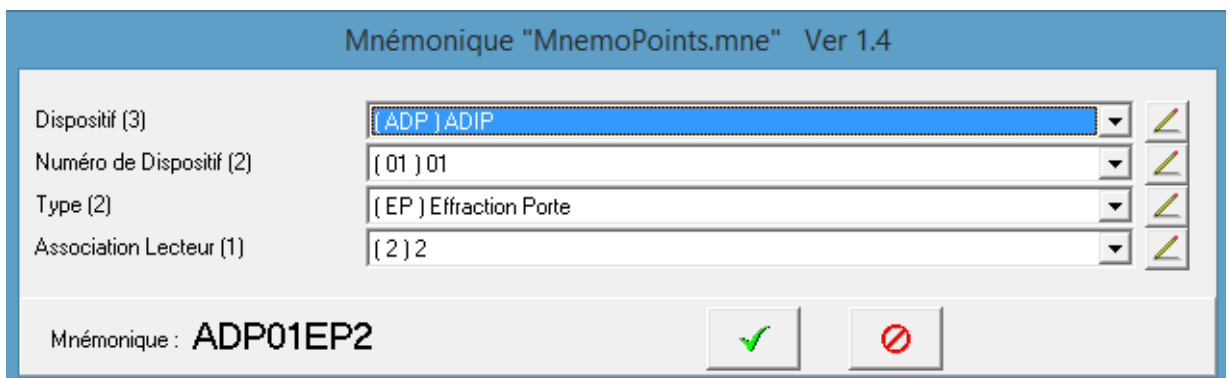 Mnémonique "MnemoPoints.mne" Ver 1.4
Dispositif (3) ( ADP ) ADIP
Numéro de Dispositif (2) ( 01 ) 01
Type (2) ( EP ) Effraction Porte
Association Lecteur (1) ( 2 ) 2
Mnémonique : ADP01EP2